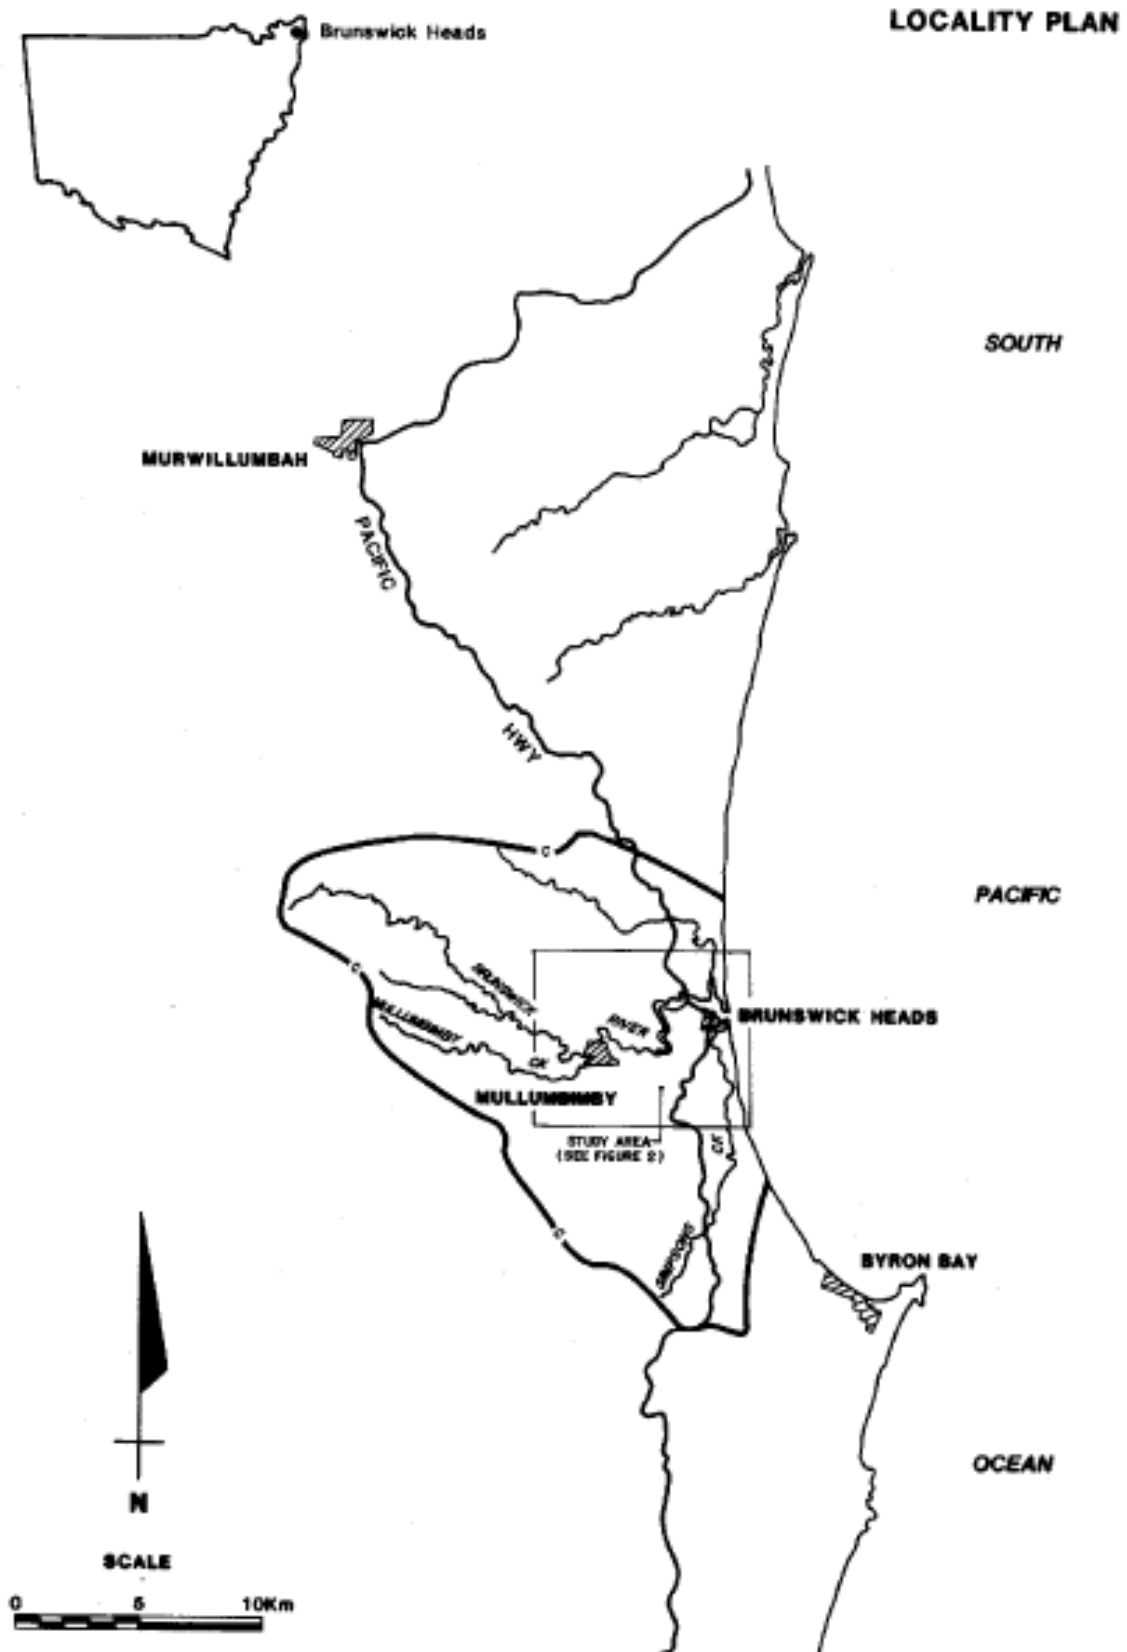 LOCALITY PLAN
Brunswick Heads
SOUTH
MURWILLUMBAH
PACIFIC
HWY
C
PACIFIC
C
BRUNSWICK
RIVER
BRUNSWICK HEADS
MULLUMBIMBY
CK
MULLUMBIMBY
STUDY AREA
(SEE FIGURE 2)
CK
SIMPSONS
C
BYRON BAY
OCEAN
N
SCALE
0 5 10Km